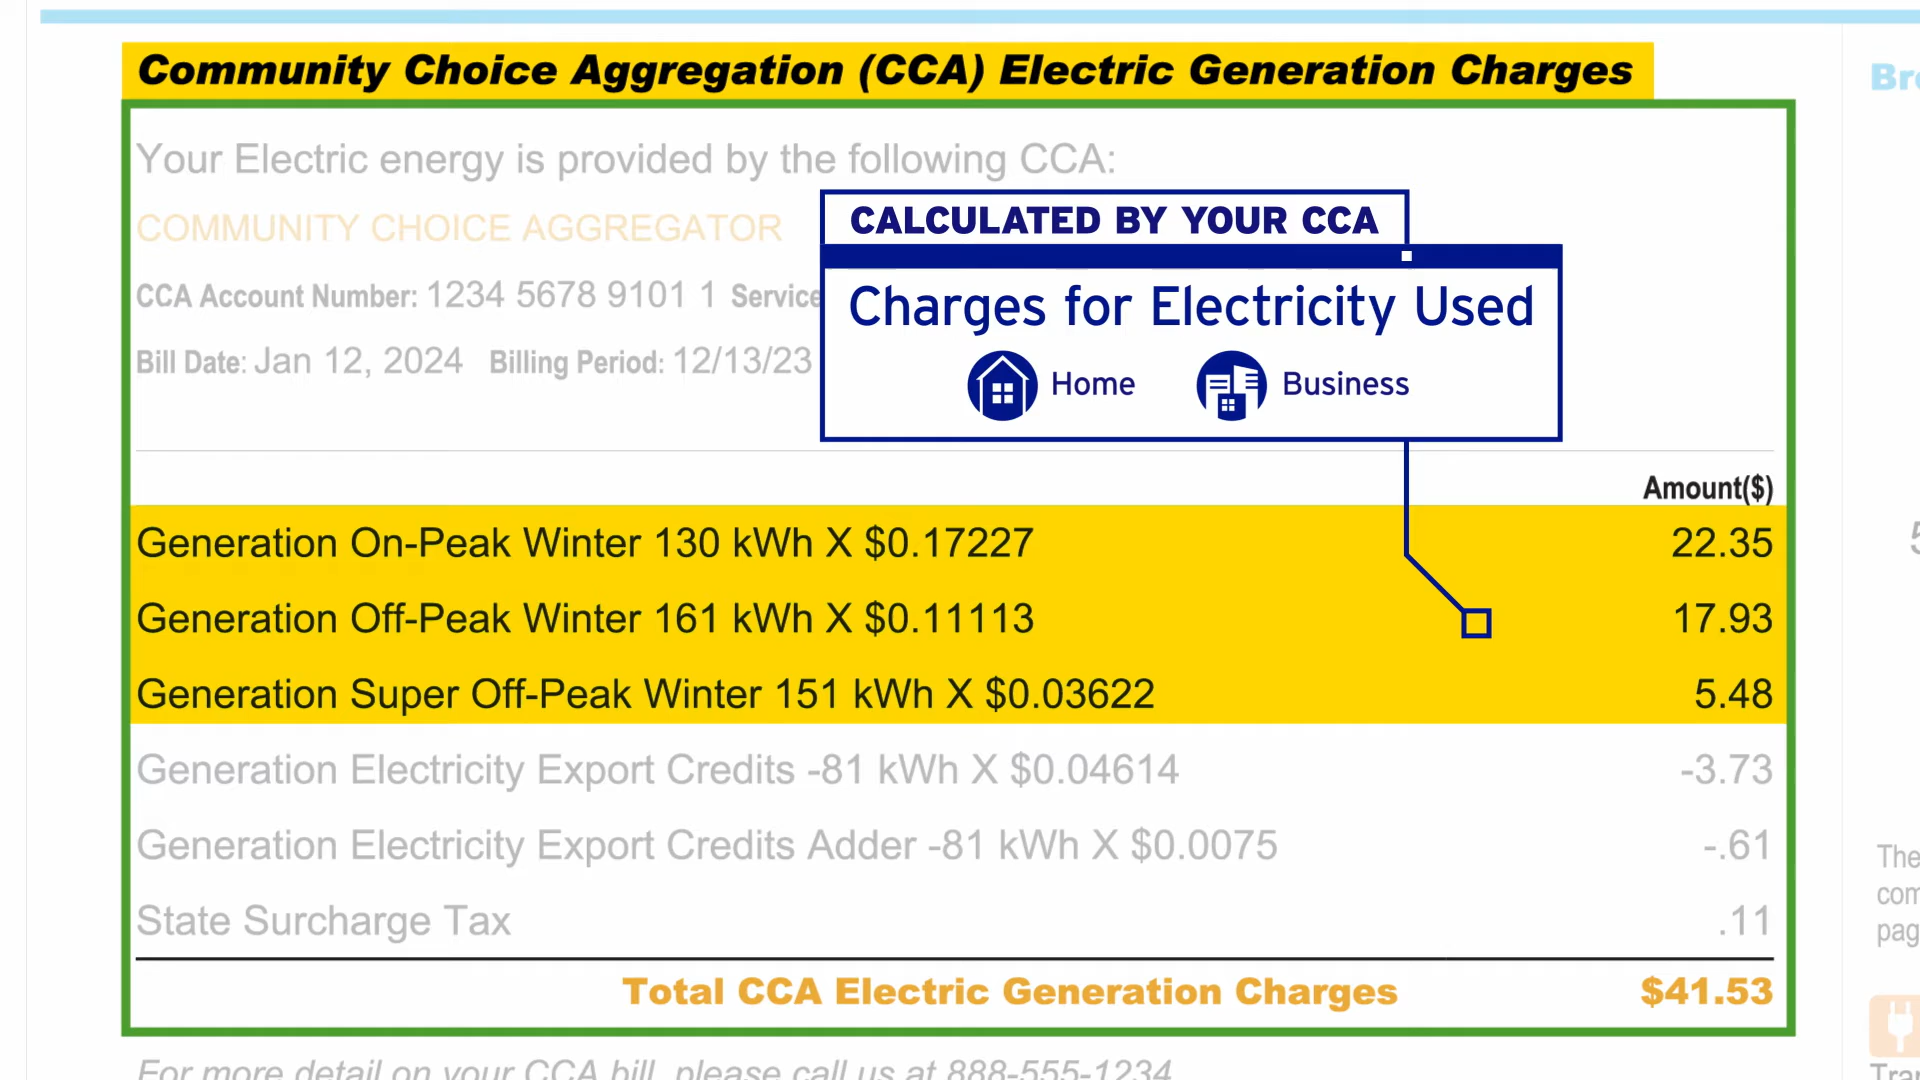 Community Choice Aggregation (CCA) Electric Generation Charges
Your Electric energy is provided by the following CCA:
COMMUNITY CHOICE AGGREGATOR
CALCULATED BY YOUR CCA
CCA Account Number: 1234 5678 9101 1 Service
Charges for Electricity Used
Bill Date: Jan 12, 2024 Billing Period: 12/13/23
Home
Business
Amount($)
Generation On-Peak Winter 130 kWh X $0.17227 22.35
Generation Off-Peak Winter 161 kWh X $0.11113 17.93
Generation Super Off-Peak Winter 151 kWh X $0.03622 5.48
Generation Electricity Export Credits -81 kWh X $0.04614 -3.73
Generation Electricity Export Credits Adder -81 kWh X $0.0075 -.61
State Surcharge Tax .11
Total CCA Electric Generation Charges $41.53
For more detail on your CCA bill, please call us at 888-555-1234
The